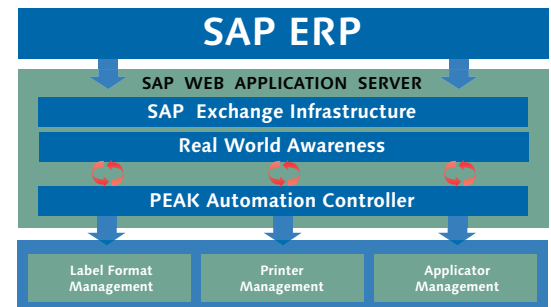 SAP ERP
SAP WEB APPLICATION SERVER
SAP Exchange Infrastructure
Real World Awareness
PEAK Automation Controller
Label Format
Management
Printer
Management
Applicator
Management